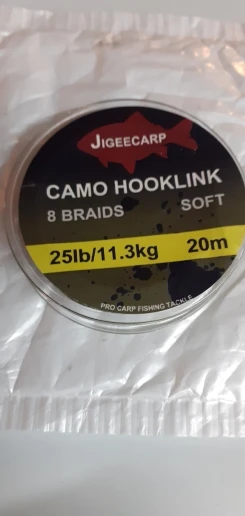 JIGEECARP
CAMO HOOKLINK
8 BRAIDS SOFT
25lb/11.3kg 20m
PRO CARP FISHING TACKLE